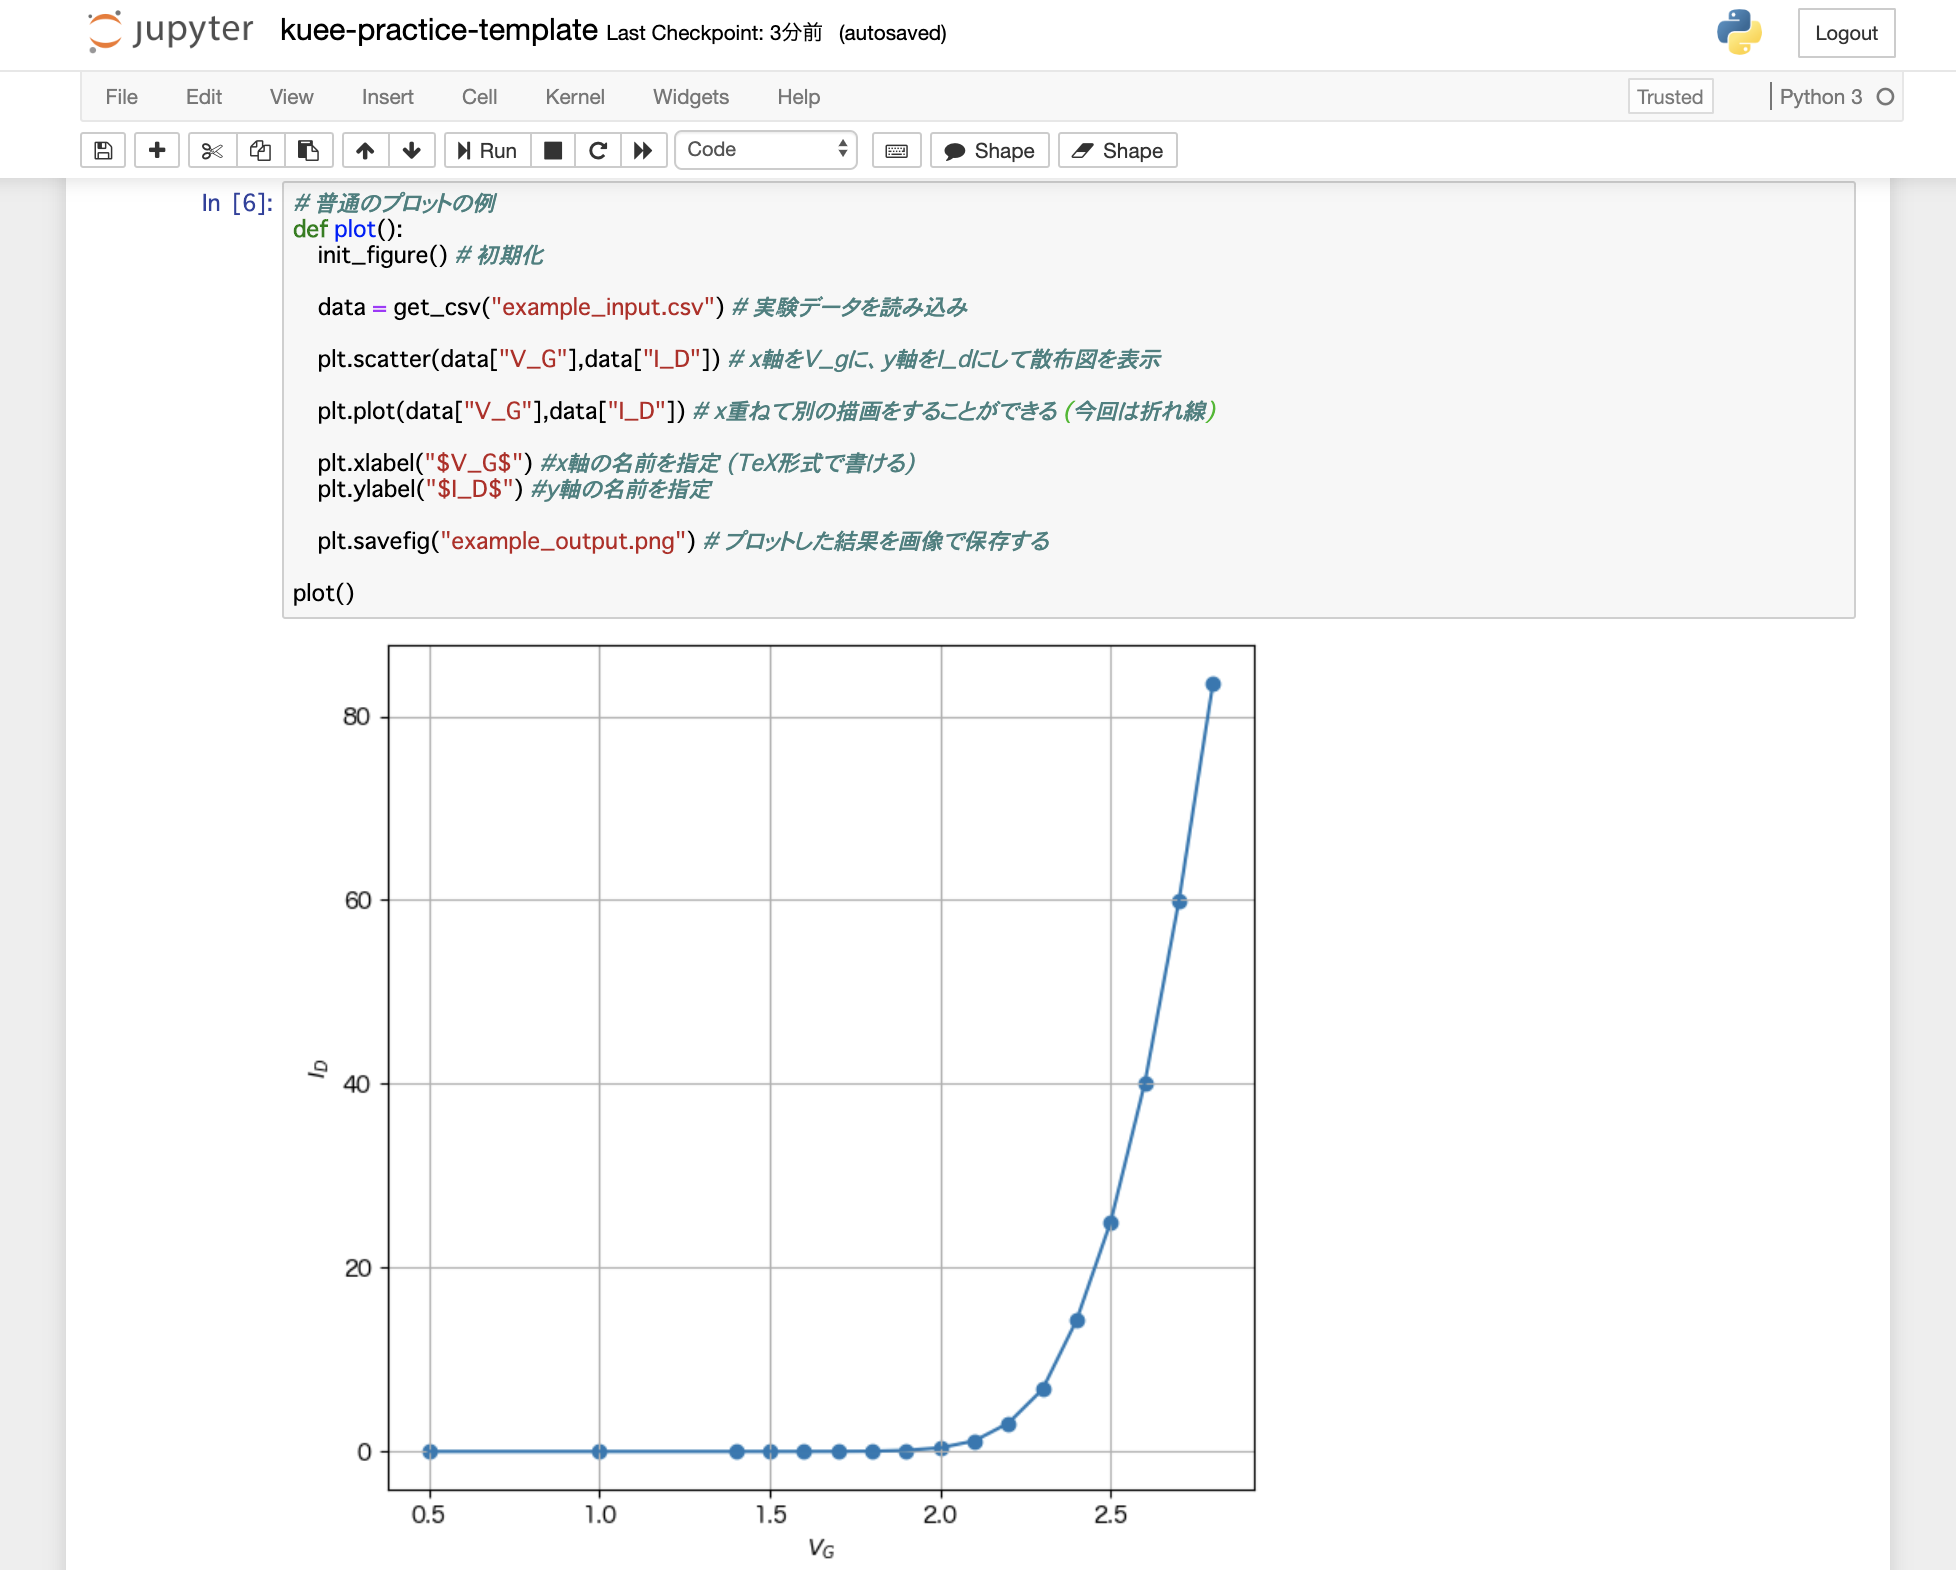 jupyter kuee-practice-template Last Checkpoint: 3分前 (autosaved) Logout
File Edit View Insert Cell Kernel Widgets Help Trusted Python 3
Run Code Shape Shape
In [6]:
# 普通のプロットの例
def plot():
init_figure() # 初期化
data = get_csv("example_input.csv") # 実験データを読み込み
plt.scatter(data["V_G"],data["I_D"]) # x軸をV_gに、y軸をI_dにして散布図を表示
plt.plot(data["V_G"],data["I_D"]) # x重ねて別の描画をすることができる (今回は折れ線)
plt.xlabel("$V_G$") #x軸の名前を指定 (TeX形式で書ける)
plt.ylabel("$I_D$") #y軸の名前を指定
plt.savefig("example_output.png") # プロットした結果を画像で保存する
plot()
80
60
40
20
0
I_D
0.5 1.0 1.5 2.0 2.5
V_G